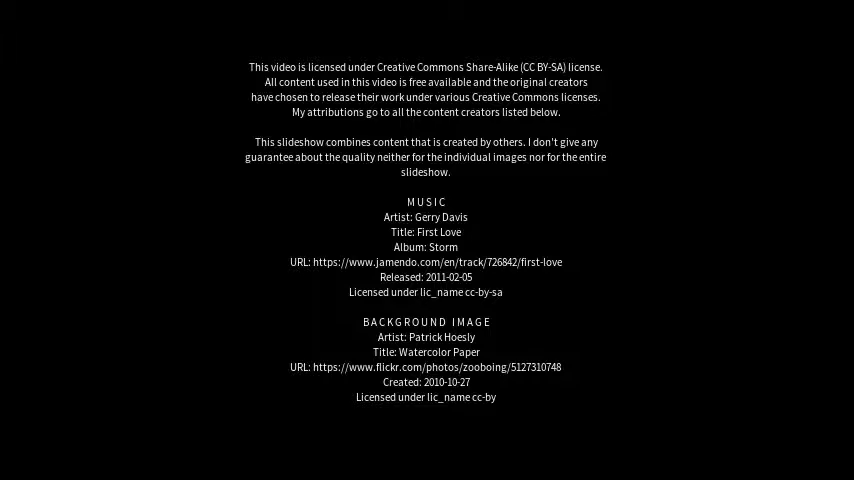 This video is licensed under Creative Commons Share-Alike (CC BY-SA) license.
All content used in this video is free available and the original creators
have chosen to release their work under various Creative Commons licenses.
My attributions go to all the content creators listed below.
This slideshow combines content that is created by others. I don't give any
guarantee about the quality neither for the individual images nor for the entire
slideshow.
MUSIC
Artist: Gerry Davis
Title: First Love
Album: Storm
URL: https://www.jamendo.com/en/track/726842/first-love
Released: 2011-02-05
Licensed under lic_name cc-by-sa
BACKGROUND IMAGE
Artist: Patrick Hoesly
Title: Watercolor Paper
URL: https://www.flickr.com/photos/zooboing/5127310748
Created: 2010-10-27
Licensed under lic_name cc-by